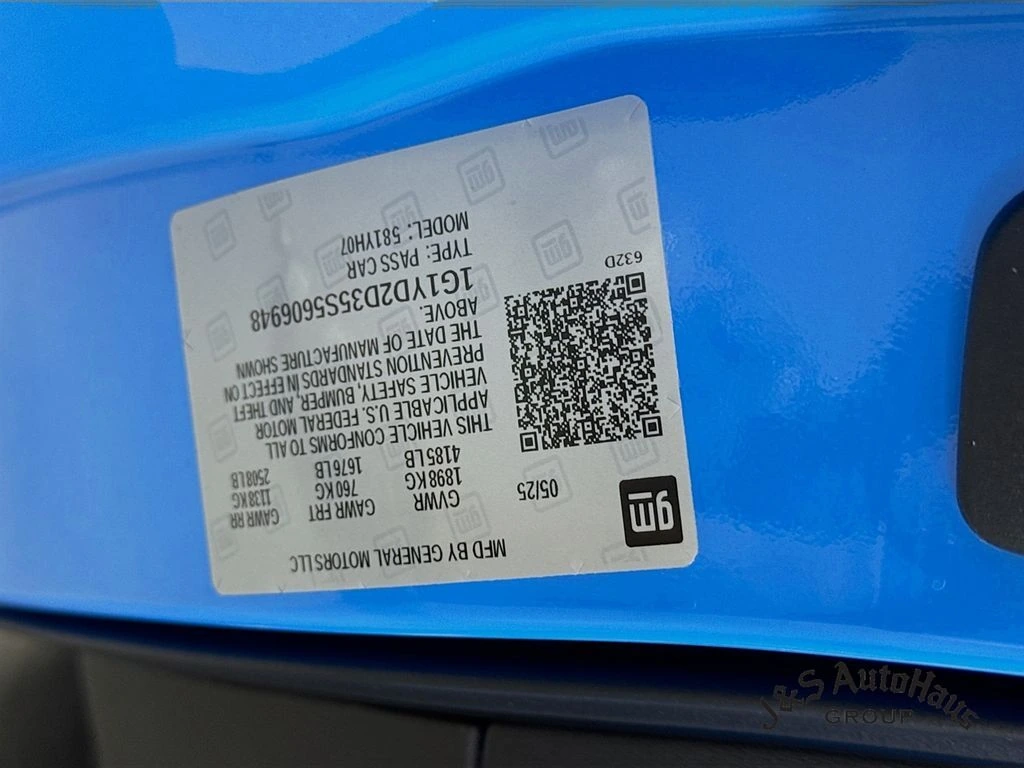 gm
MFD BY GENERAL MOTORS LLC
05/25
GVWR GAWR FRT GAWR RR
1898 KG 760 KG 1138 KG
4185 LB 1676 LB 2508 LB
THIS VEHICLE CONFORMS TO ALL
APPLICABLE U.S. FEDERAL MOTOR
VEHICLE SAFETY, BUMPER, AND THEFT
PREVENTION STANDARDS IN EFFECT ON
THE DATE OF MANUFACTURE SHOWN
ABOVE.
1G1YD2D35S5606948
TYPE: PASS CAR
MODEL: 581YH07
632D
J&S AutoHaus
GROUP